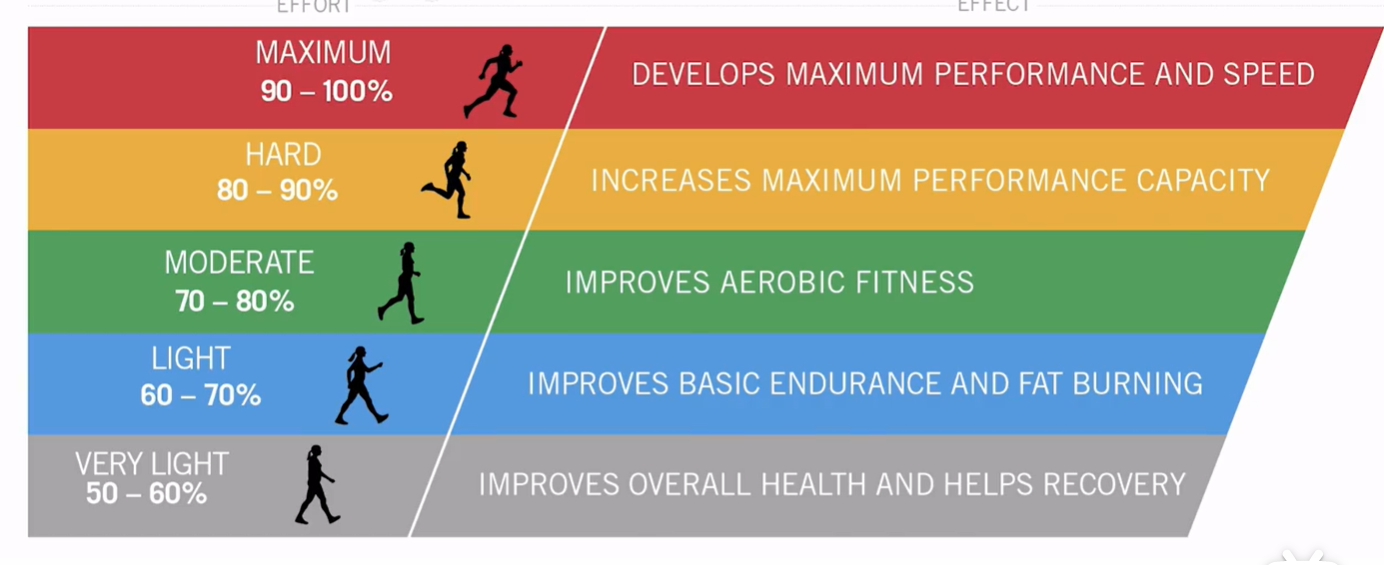 EFFORT
EFFECT
MAXIMUM
90 – 100%
DEVELOPS MAXIMUM PERFORMANCE AND SPEED
HARD
80 – 90%
INCREASES MAXIMUM PERFORMANCE CAPACITY
MODERATE
70 – 80%
IMPROVES AEROBIC FITNESS
LIGHT
60 – 70%
IMPROVES BASIC ENDURANCE AND FAT BURNING
VERY LIGHT
50 – 60%
IMPROVES OVERALL HEALTH AND HELPS RECOVERY